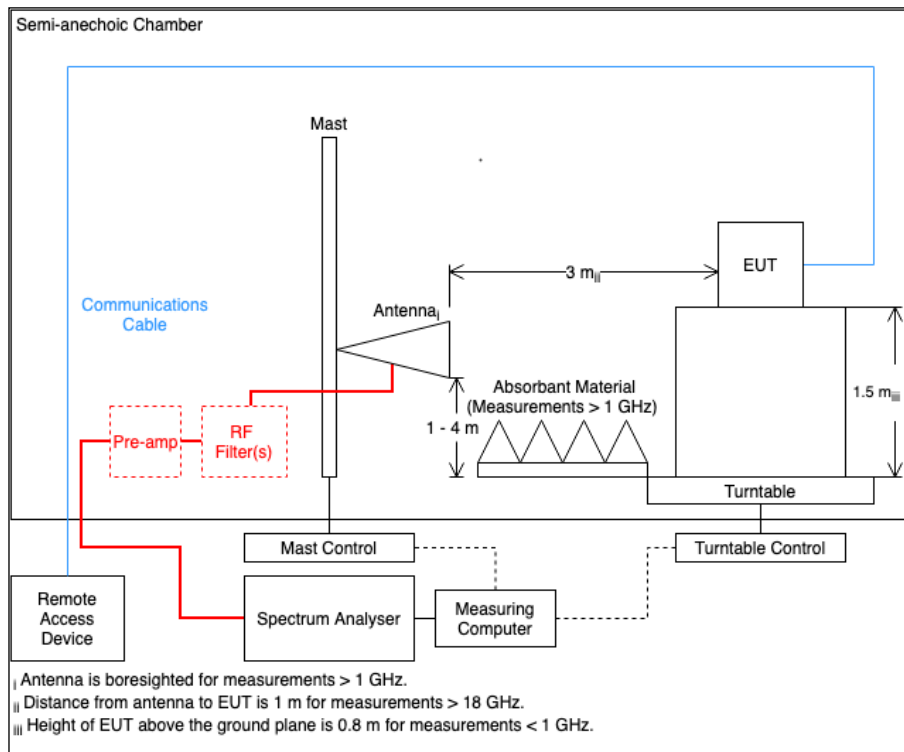 Semi-anechoic Chamber
Mast
EUT
3 mii
Communications
Cable
Antennai
Absorbant Material
(Measurements > 1 GHz)
1.5 miii
1 - 4 m
Pre-amp
RF
Filter(s)
Turntable
Mast Control
Turntable Control
Remote
Access
Device
Spectrum Analyser
Measuring
Computer
i Antenna is boresighted for measurements > 1 GHz.
ii Distance from antenna to EUT is 1 m for measurements > 18 GHz.
iii Height of EUT above the ground plane is 0.8 m for measurements < 1 GHz.